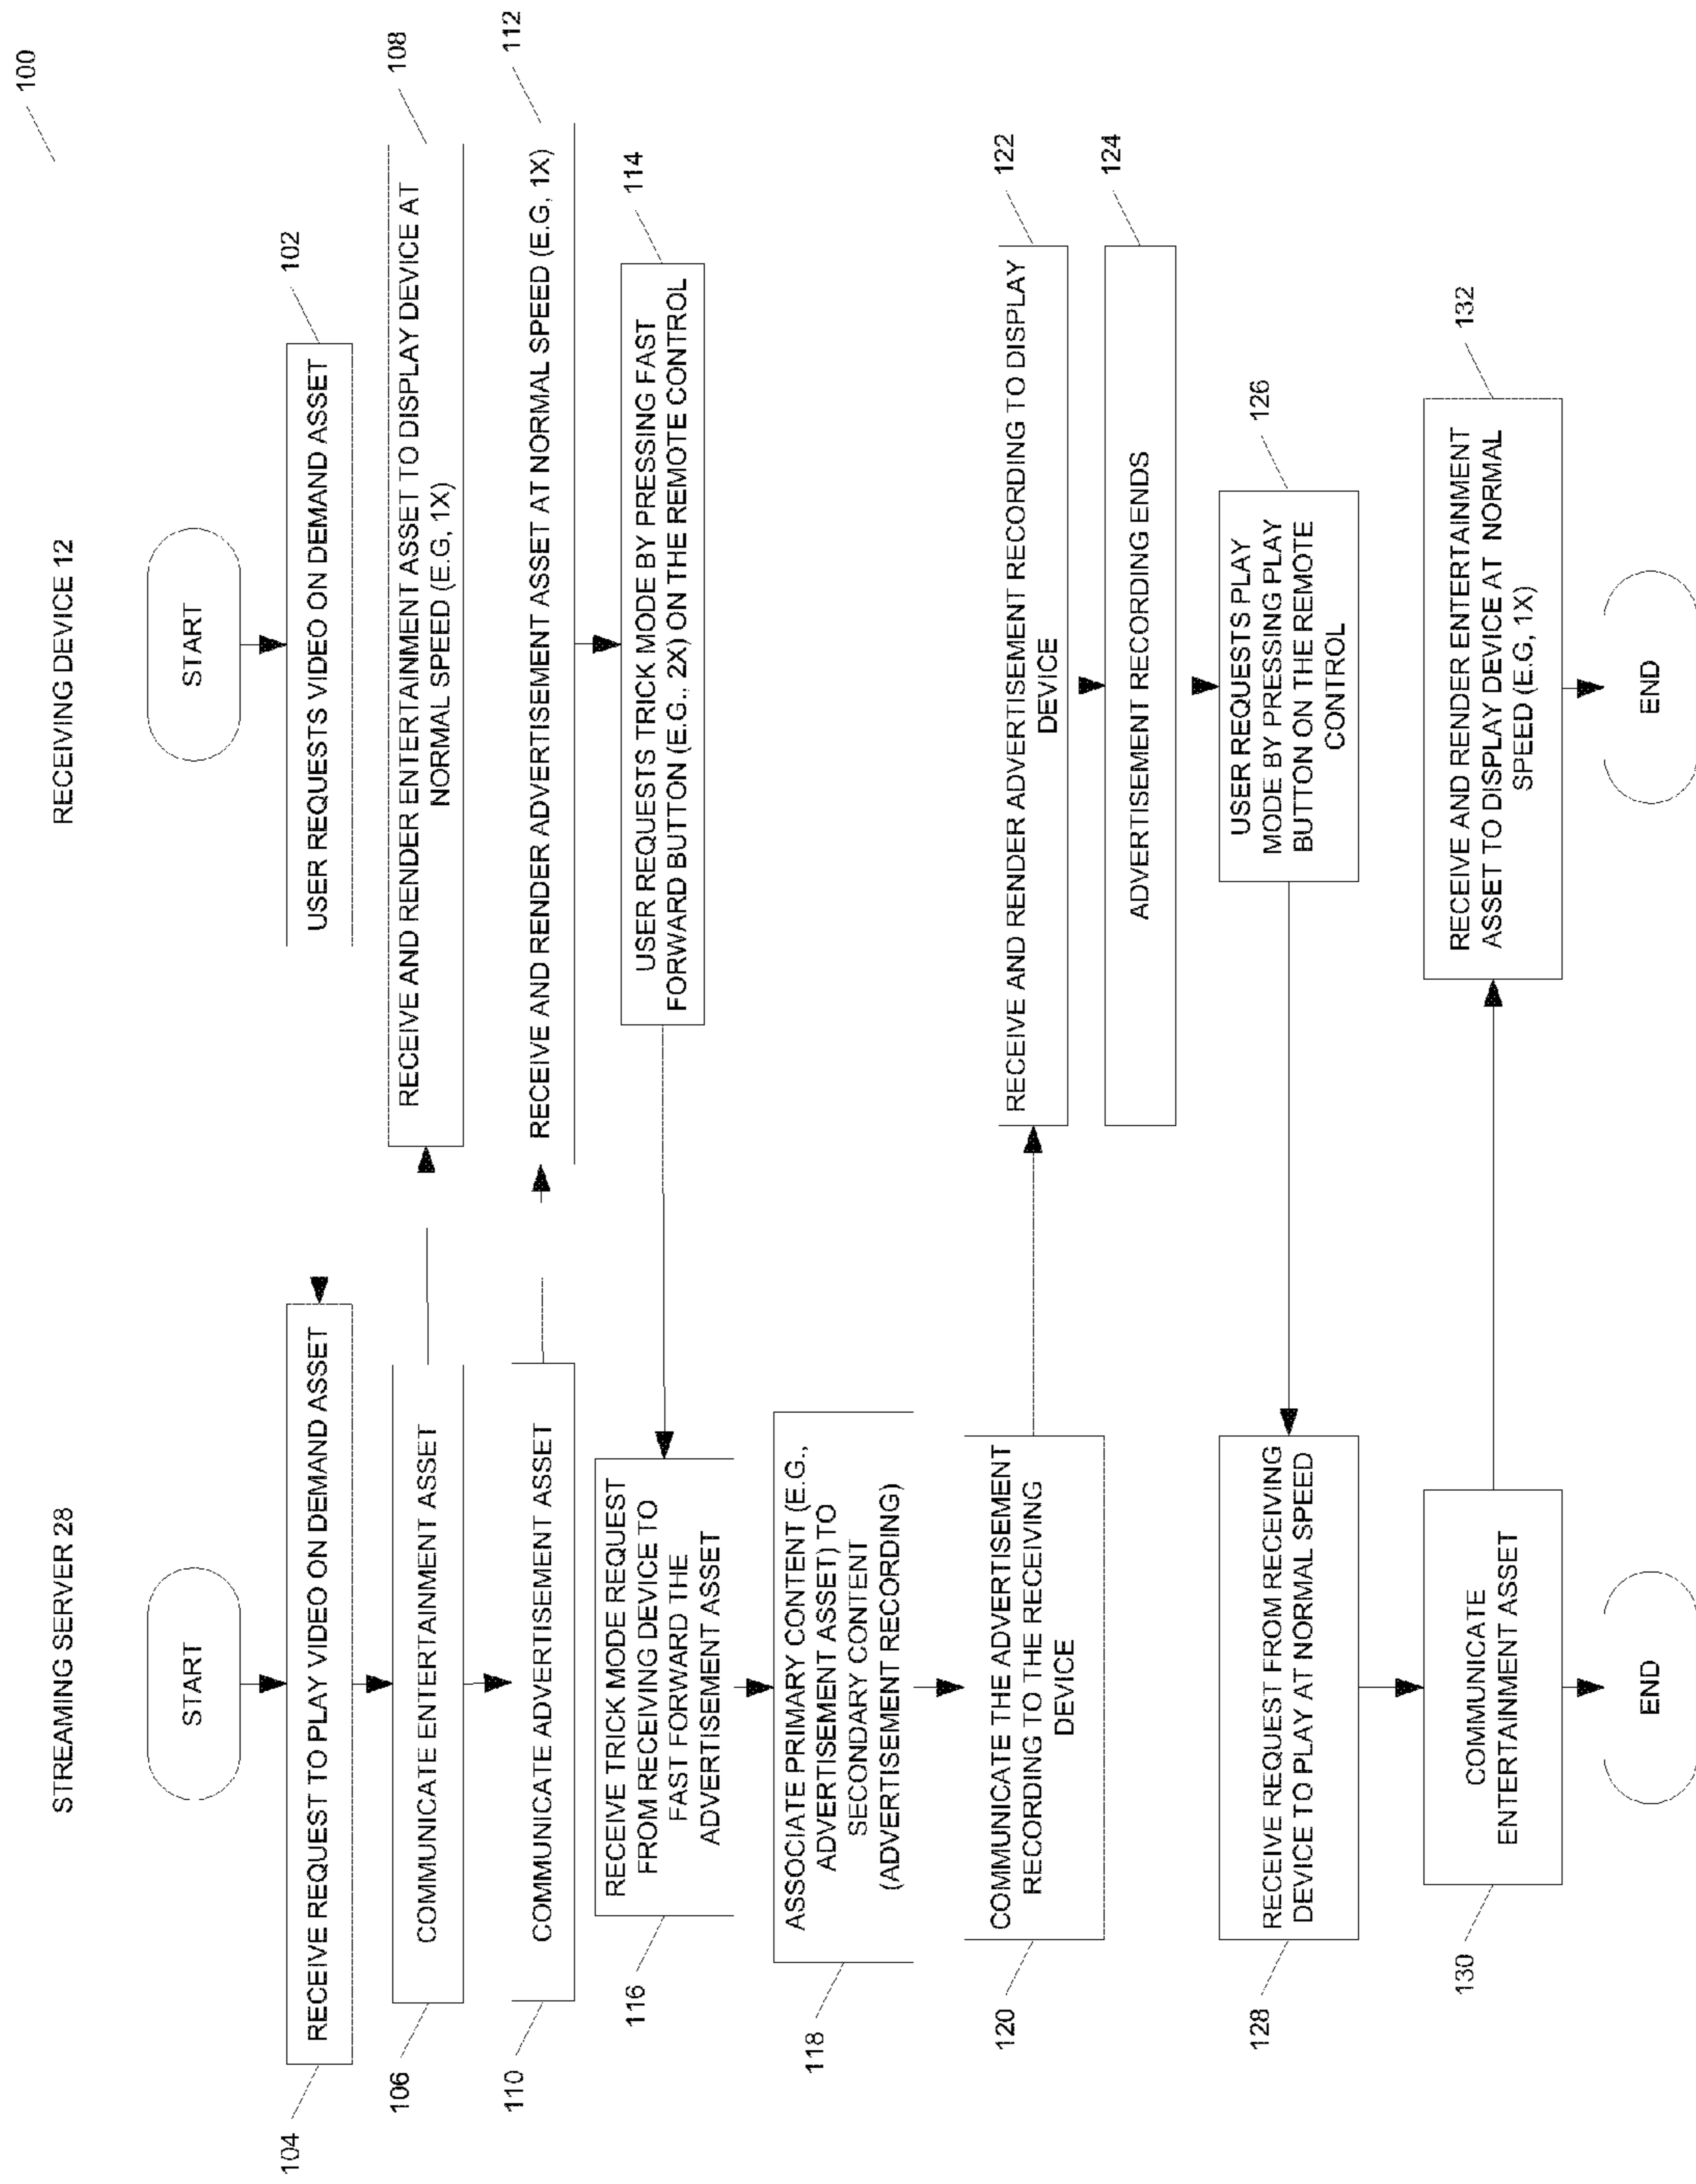 100
STREAMING SERVER 28
RECEIVING DEVICE 12
START
START
USER REQUESTS VIDEO ON DEMAND ASSET
102
104
RECEIVE REQUEST TO PLAY VIDEO ON DEMAND ASSET
106
COMMUNICATE ENTERTAINMENT ASSET
RECEIVE AND RENDER ENTERTAINMENT ASSET TO DISPLAY DEVICE AT
NORMAL SPEED (E.G, 1X)
108
110
COMMUNICATE ADVERTISEMENT ASSET
RECEIVE AND RENDER ADVERTISEMENT ASSET AT NORMAL SPEED (E.G, 1X)
112
USER REQUESTS TRICK MODE BY PRESSING FAST
FORWARD BUTTON (E.G., 2X) ON THE REMOTE CONTROL
114
116
RECEIVE TRICK MODE REQUEST
FROM RECEIVING DEVICE TO
FAST FORWARD THE
ADVERTISEMENT ASSET
118
ASSOCIATE PRIMARY CONTENT (E.G.,
ADVERTISEMENT ASSET) TO
SECONDARY CONTENT
(ADVERTISEMENT RECORDING)
120
COMMUNICATE THE ADVERTISEMENT
RECORDING TO THE RECEIVING
DEVICE
RECEIVE AND RENDER ADVERTISEMENT RECORDING TO DISPLAY
DEVICE
122
ADVERTISEMENT RECORDING ENDS
124
USER REQUESTS PLAY
MODE BY PRESSING PLAY
BUTTON ON THE REMOTE
CONTROL
126
128
RECEIVE REQUEST FROM RECEIVING
DEVICE TO PLAY AT NORMAL SPEED
130
COMMUNICATE
ENTERTAINMENT ASSET
RECEIVE AND RENDER ENTERTAINMENT
ASSET TO DISPLAY DEVICE AT NORMAL
SPEED (E.G, 1X)
132
END
END